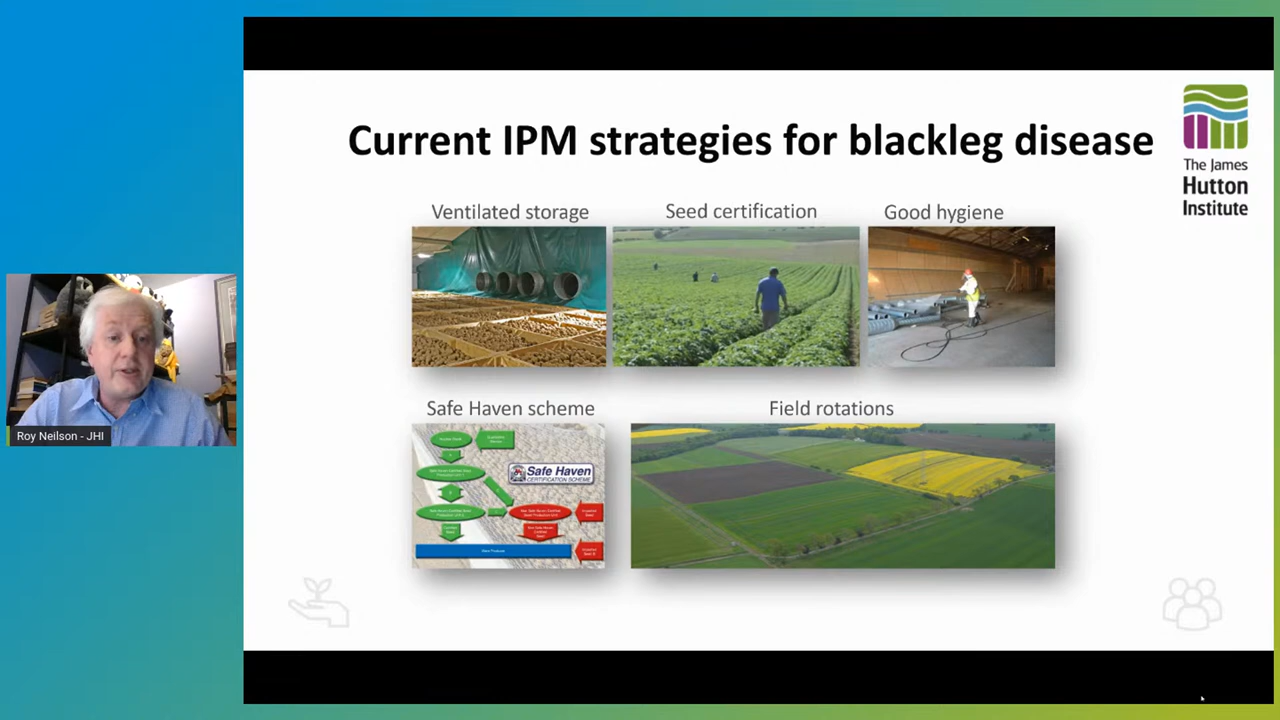 Current IPM strategies for blackleg disease
The James
Hutton
Institute
Ventilated storage
Seed certification
Good hygiene
Safe Haven scheme
Field rotations
Safe Haven
CERTIFICATION SCHEME
Roy Neilson - JHI